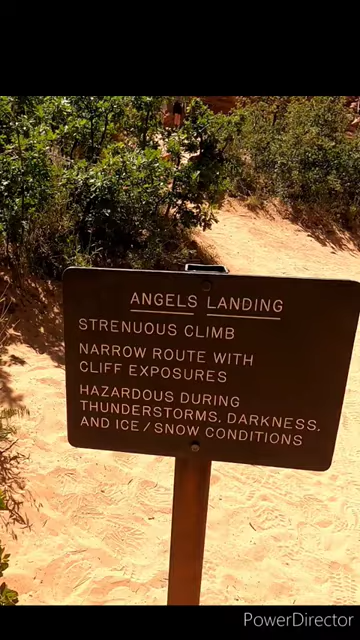 ANGELS LANDING
STRENUOUS CLIMB
NARROW ROUTE WITH
CLIFF EXPOSURES
HAZARDOUS DURING
THUNDERSTORMS, DARKNESS,
AND ICE/SNOW CONDITIONS
PowerDirector